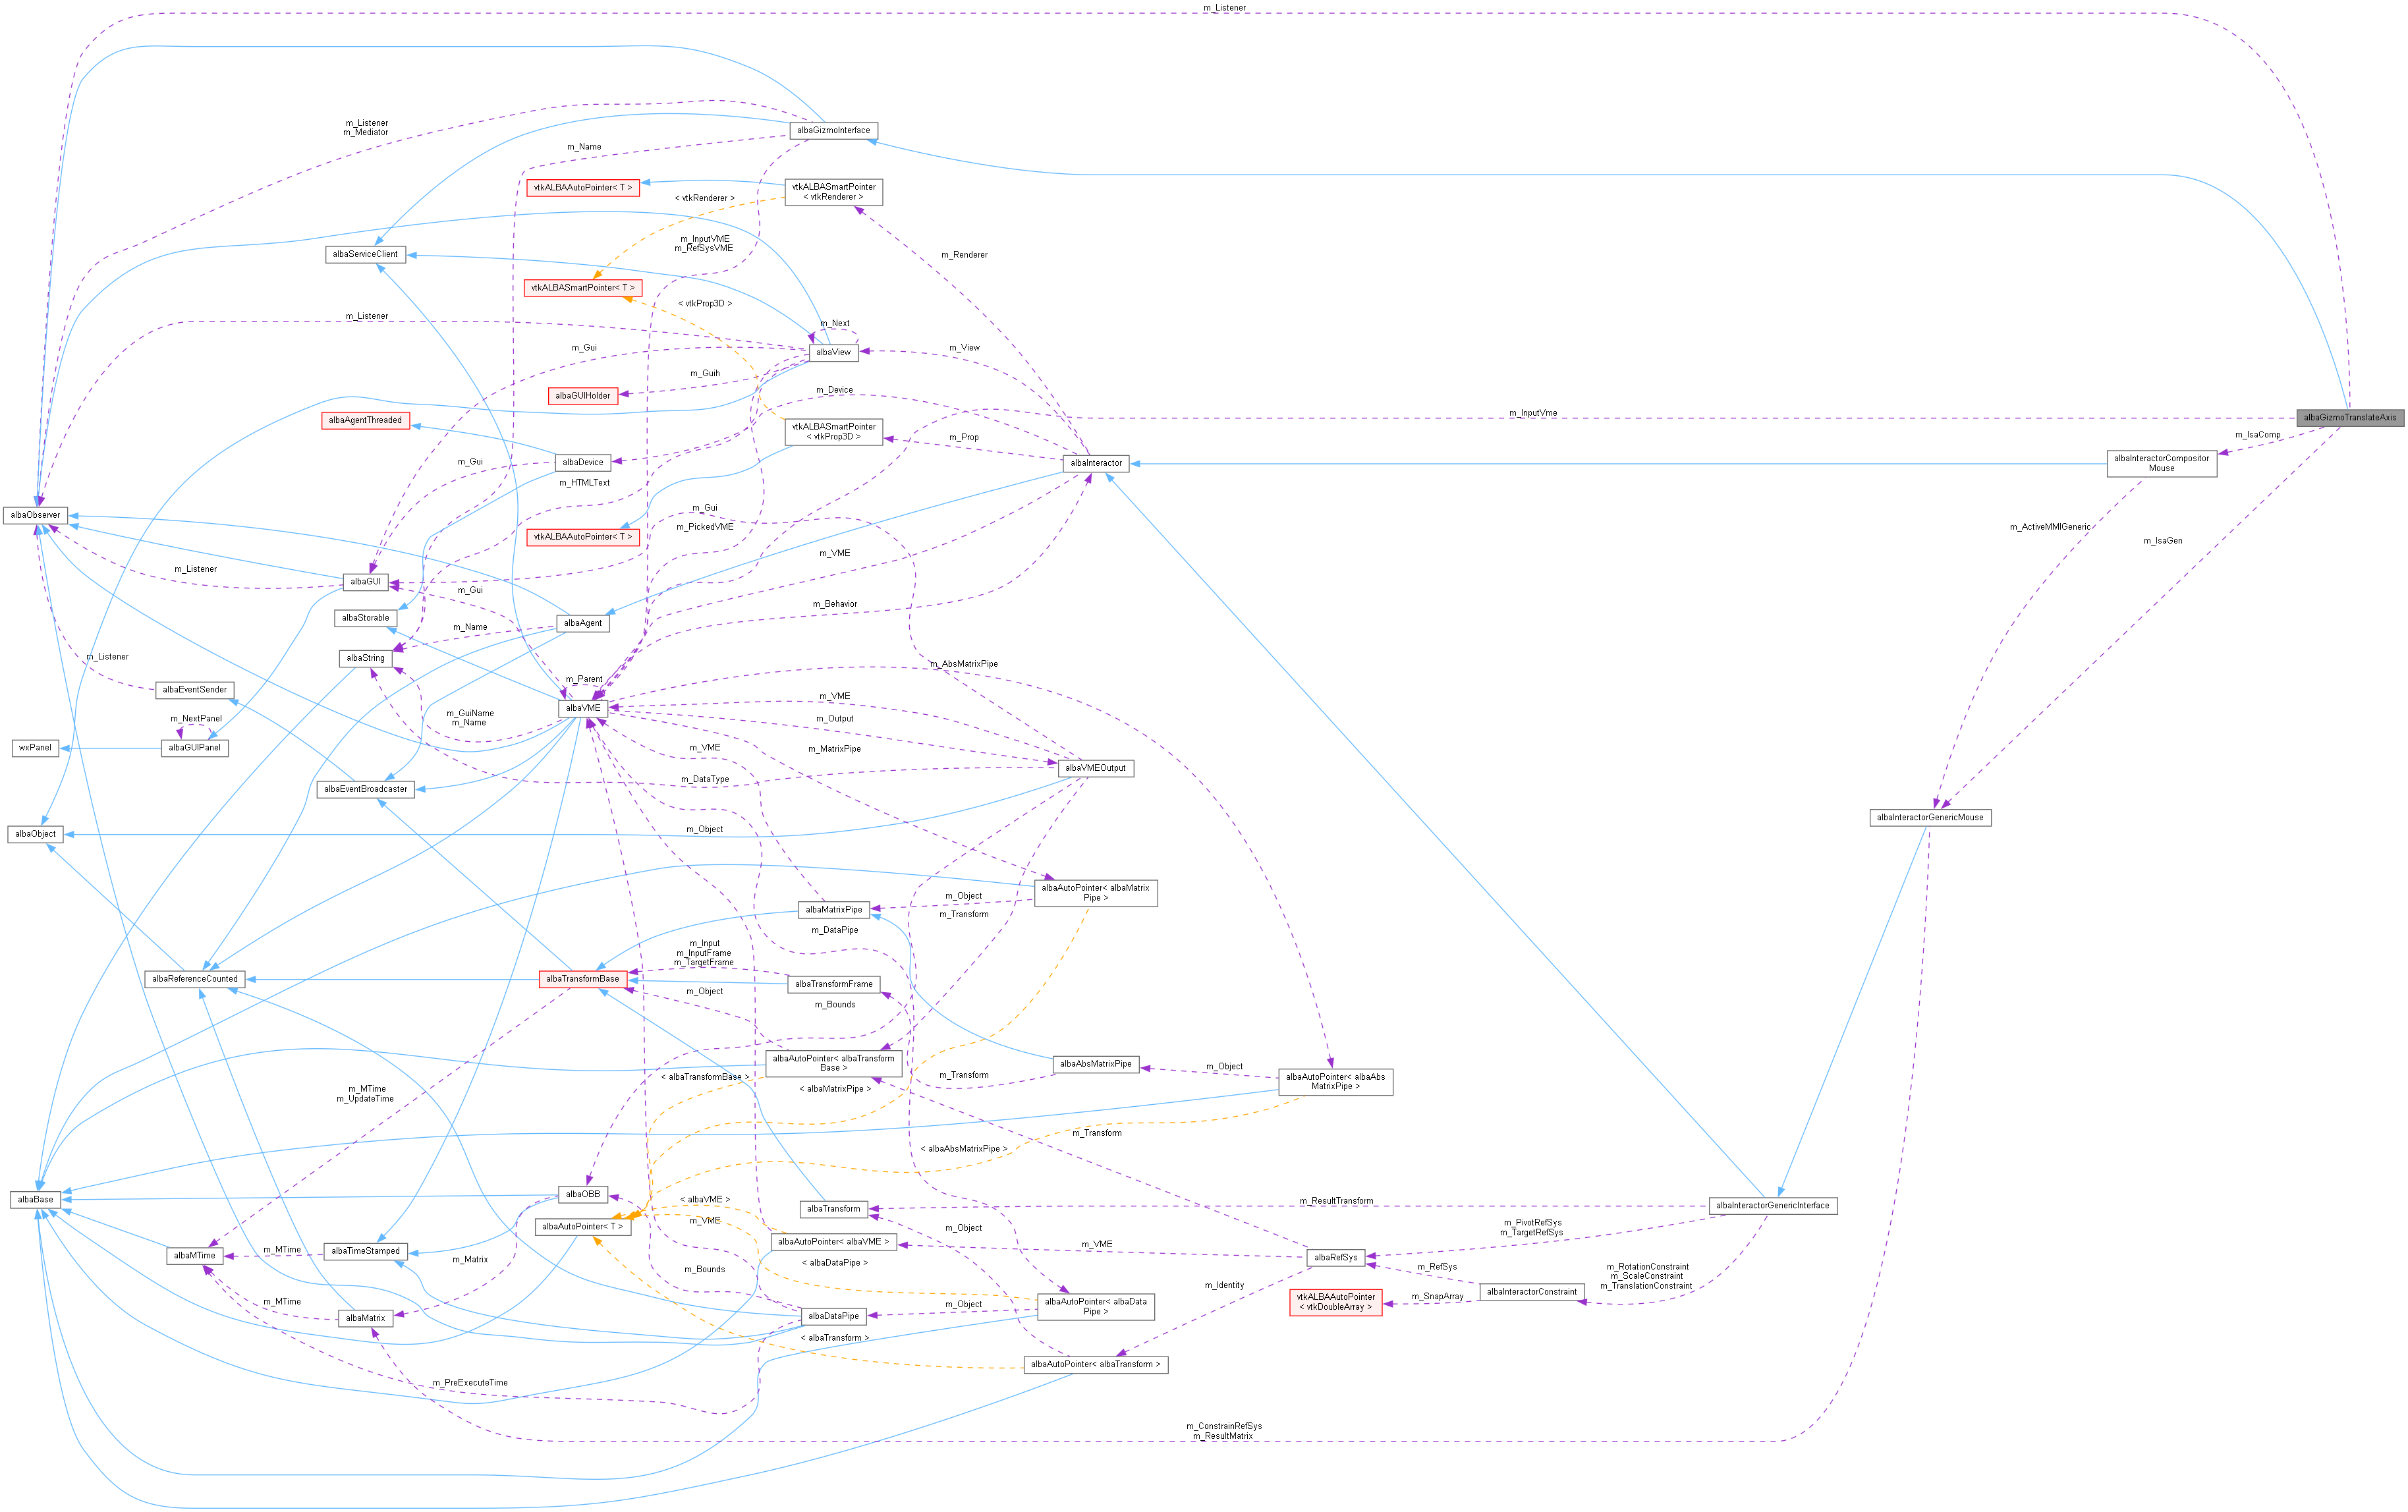 m_Listener
m_Listener
m_Mediator
albaGizmoInterface
m_Name
vtkALBAAutoPointer< T >
vtkALBASmartPointer
< vtkRenderer >
< vtkRenderer >
m_InputVME
m_RefSysVME
albaServiceClient
m_Renderer
vtkALBASmartPointer< T >
< vtkProp3D >
m_Listener
m_Next
m_Gui
albaView
m_View
m_Guih
albaGUIHolder
m_Device
albaAgentThreaded
m_InputVme
albaGizmoTranslateAxis
vtkALBASmartPointer
< vtkProp3D >
m_Prop
m_IsaComp
m_Gui
albaDevice
albaInteractor
albaInteractorCompositor
Mouse
m_HTMLText
albaObserver
m_Gui
m_PickedVME
m_ActiveMMIGeneric
vtkALBAAutoPointer< T >
m_IsaGen
m_VME
m_Listener
albaGUI
m_Gui
m_Behavior
albaStorable
albaAgent
m_Name
albaString
m_Listener
m_AbsMatrixPipe
m_Parent
albaEventSender
m_VME
albaVME
m_GuiName
m_Name
m_NextPanel
m_Output
wxPanel
albaGUIPanel
m_VME
m_MatrixPipe
albaVMEOutput
m_DataType
albaEventBroadcaster
albaInteractorGenericMouse
albaObject
m_Object
albaAutoPointer< albaMatrix
Pipe >
m_Object
albaMatrixPipe
m_Transform
m_DataPipe
m_Input
m_InputFrame
m_TargetFrame
albaReferenceCounted
albaTransformBase
albaTransformFrame
m_Object
m_Bounds
albaAutoPointer< albaTransform
Base >
albaAbsMatrixPipe
m_Object
m_Transform
albaAutoPointer< albaAbs
MatrixPipe >
< albaTransformBase >
< albaMatrixPipe >
m_MTime
m_UpdateTime
m_Transform
< albaAbsMatrixPipe >
albaBase
albaOBB
< albaVME >
m_ResultTransform
albaInteractorGenericInterface
albaTransform
albaAutoPointer< T >
m_VME
m_Object
m_PivotRefSys
m_TargetRefSys
albaAutoPointer< albaVME >
m_VME
albaMTime
m_MTime
albaTimeStamped
albaRefSys
m_Matrix
m_Bounds
< albaDataPipe >
m_Identity
m_RefSys
m_RotationConstraint
m_ScaleConstraint
m_TranslationConstraint
albaInteractorConstraint
m_MTime
albaMatrix
albaDataPipe
m_Object
albaAutoPointer< albaData
Pipe >
vtkALBAAutoPointer
< vtkDoubleArray >
m_SnapArray
< albaTransform >
albaAutoPointer< albaTransform >
m_PreExecuteTime
m_ConstrainRefSys
m_ResultMatrix